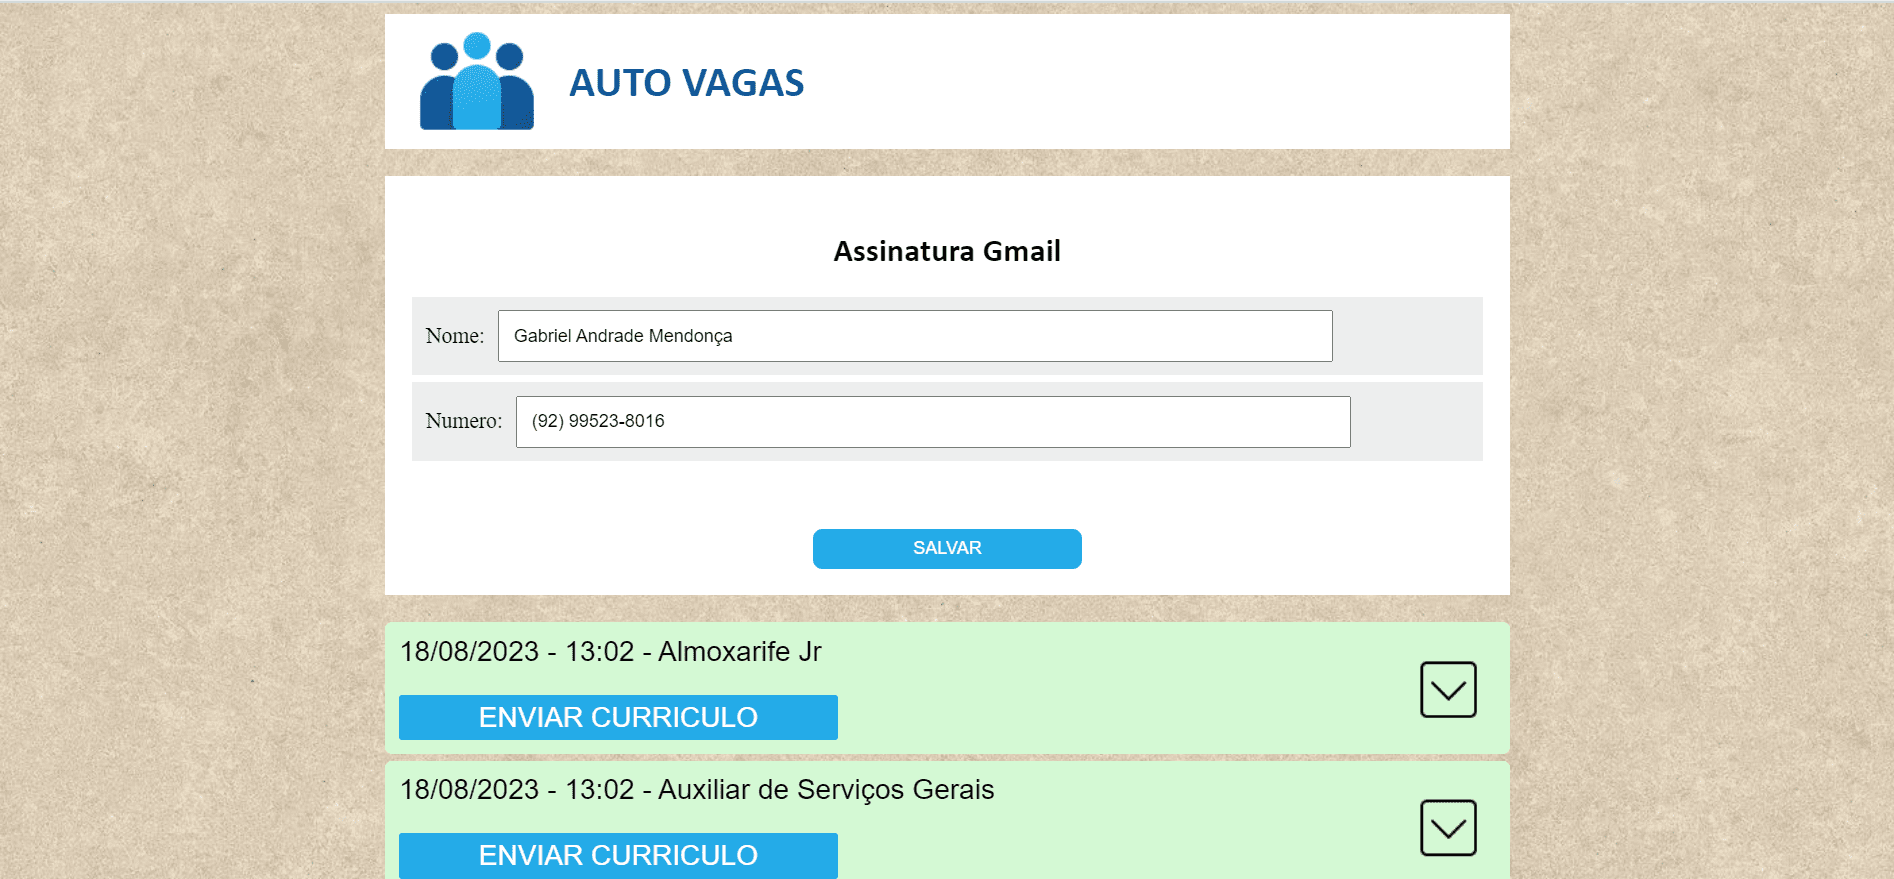 AUTO VAGAS
Assinatura Gmail
Nome: Gabriel Andrade Mendonça
Numero: (92) 99523-8016
SALVAR
18/08/2023 - 13:02 - Almoxarife Jr
ENVIAR CURRICULO
18/08/2023 - 13:02 - Auxiliar de Serviços Gerais
ENVIAR CURRICULO